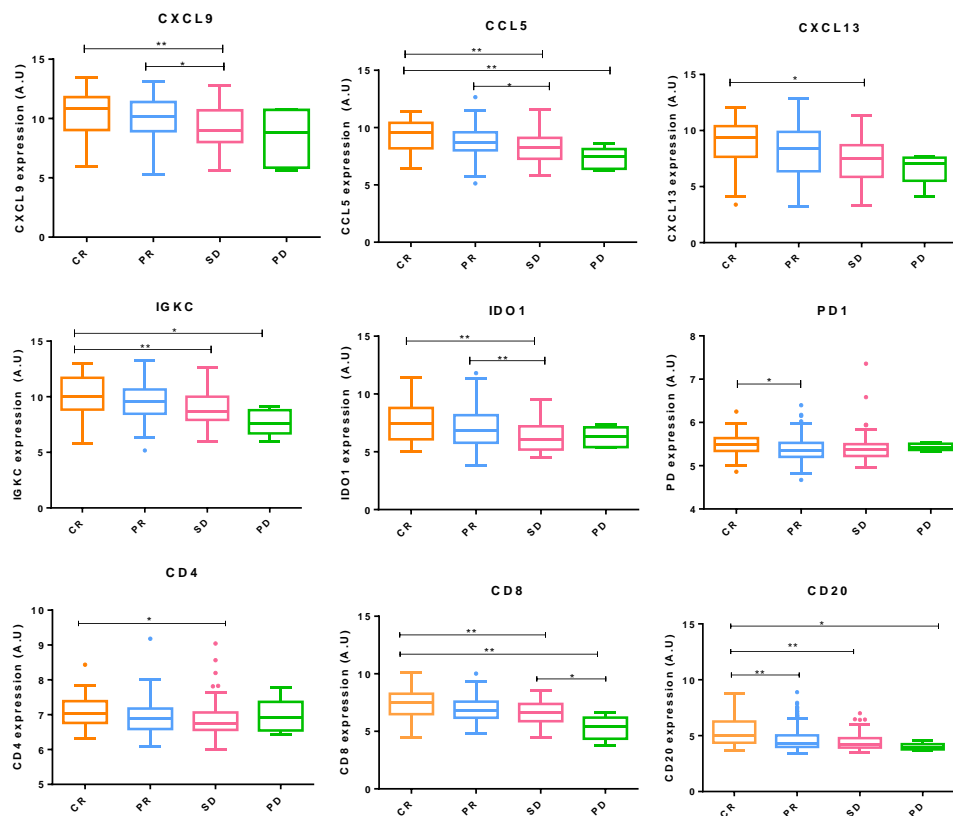 CXCL9
CXCL9 expression (A.U)
15
10
5
0
**
*
CR
PR
SD
PD
CCL5
CCL5 expression (A.U)
15
10
5
0
**
**
*
CR
PR
SD
PD
CXCL13
CXCL13 expression (A.U)
15
10
5
0
*
CR
PR
SD
PD
IGKC
IGKC expression (A.U)
15
10
5
0
*
**
CR
PR
SD
PD
IDO1
IDO1 expression (A.U)
15
10
5
0
**
**
CR
PR
SD
PD
PD1
PD expression (A.U)
8
7
6
5
4
*
CR
PR
SD
PD
CD4
CD4 expression (A.U)
10
9
8
7
6
5
*
CR
PR
SD
PD
CD8
CD8 expression (A.U)
15
10
5
0
**
**
*
CR
PR
SD
PD
CD20
CD20 expression (A.U)
15
10
5
0
*
**
**
CR
PR
SD
PD